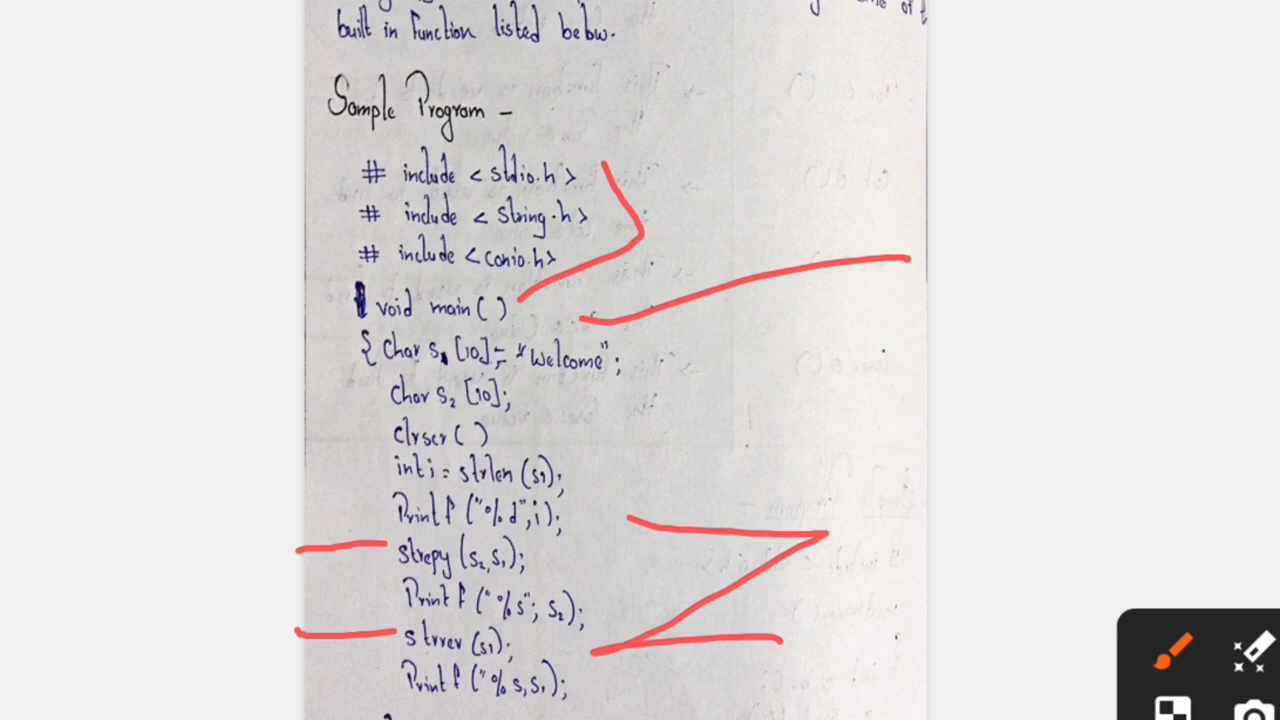 of
built in function listed below.
Sample Program -
# include < stdio.h >
# include < string.h >
# include < conio.h >
void main ( )
{ char s1 [10] = "Welcome";
char s2 [10];
clrscr ( )
int i = strlen (s1);
Printf ("%d",i);
strcpy (s2,s1);
Printf ("%s", s2);
strrev (s1);
Printf ("%s,s1);